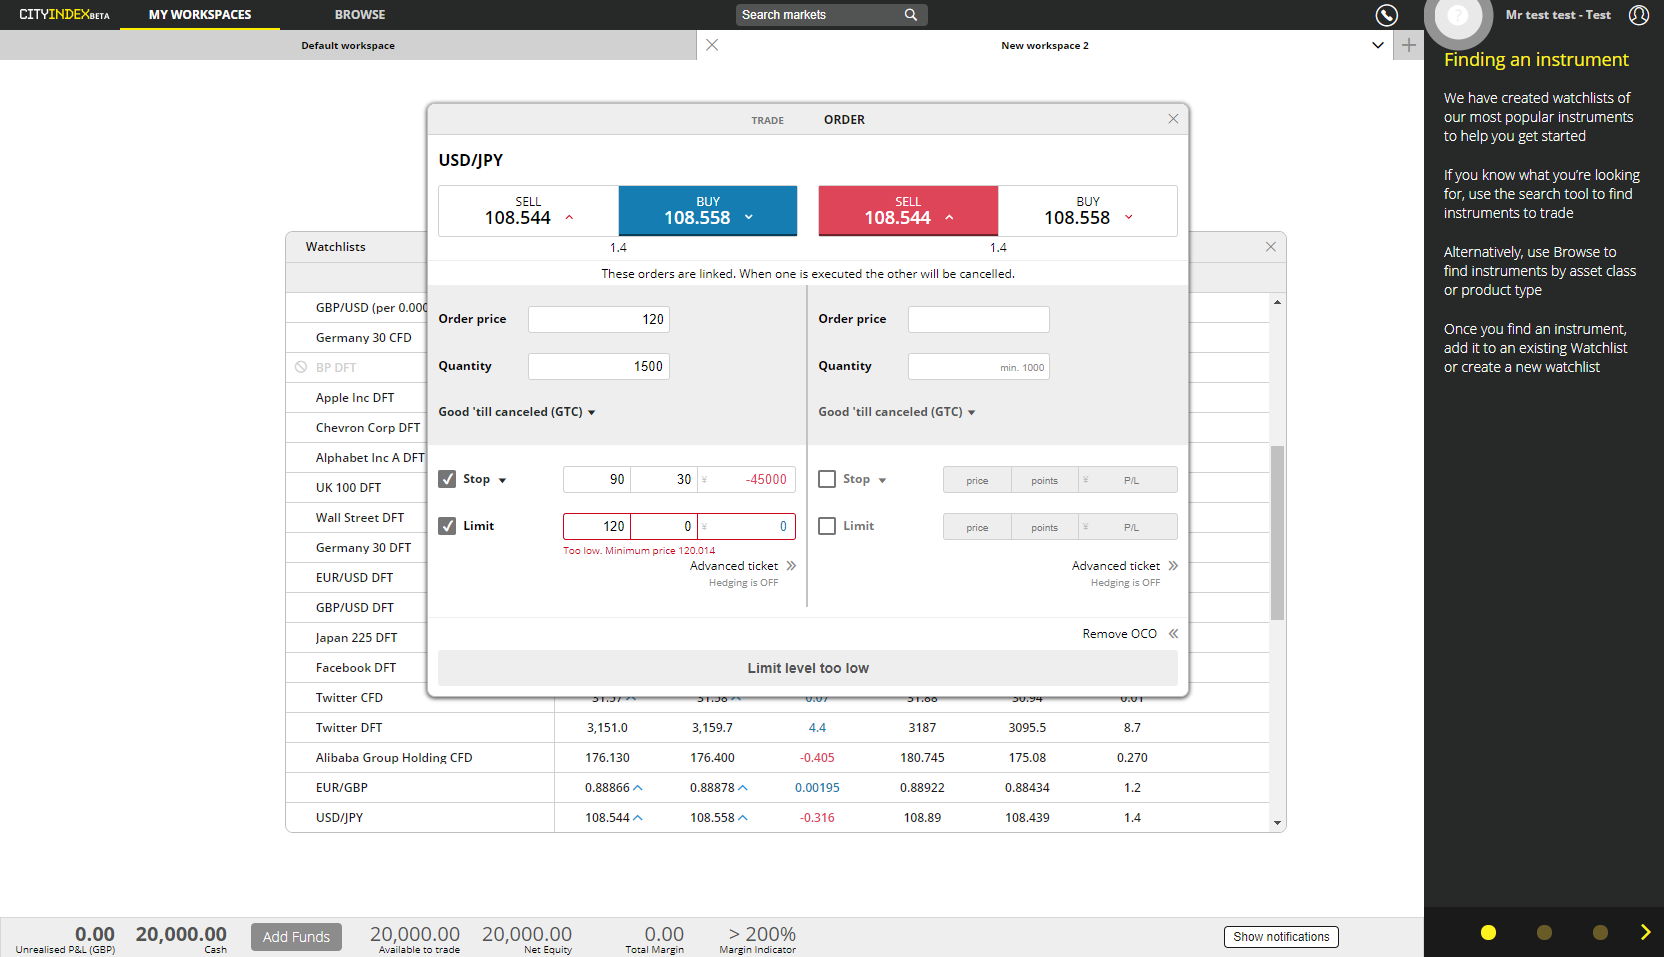 CITYINDEXBETA
MY WORKSPACES
BROWSE
Search markets
?
Mr test test - Test
Default workspace
New workspace 2
Finding an instrument
We have created watchlists of
our most popular instruments
to help you get started
If you know what you're looking
for, use the search tool to find
instruments to trade
Alternatively, use Browse to
find instruments by asset class
or product type
Once you find an instrument,
add it to an existing Watchlist
or create a new watchlist
TRADE
ORDER
USD/JPY
SELL
108.544
BUY
108.558
SELL
108.544
BUY
108.558
1.4
1.4
These orders are linked. When one is executed the other will be cancelled.
Order price
120
Order price
Quantity
1500
Quantity
min. 1000
Good 'till canceled (GTC)
Good 'till canceled (GTC)
Stop
90
30
¥
-45000
Stop
price
points
¥
P/L
Limit
120
0
¥
0
Limit
price
points
¥
P/L
Too low. Minimum price 120.014
Advanced ticket
Hedging is OFF
Advanced ticket
Hedging is OFF
Remove OCO
Limit level too low
Watchlists
GBP/USD (per 0.000
Germany 30 CFD
BP DFT
Apple Inc DFT
Chevron Corp DFT
Alphabet Inc A DFT
UK 100 DFT
Wall Street DFT
Germany 30 DFT
EUR/USD DFT
GBP/USD DFT
Japan 225 DFT
Facebook DFT
Twitter CFD 31.57 31.58 0.07 31.88 30.94 0.01
Twitter DFT 3,151.0 3,159.7 4.4 3187 3095.5 8.7
Alibaba Group Holding CFD 176.130 176.400 -0.405 180.745 175.08 0.270
EUR/GBP 0.88866 0.88878 0.00195 0.88922 0.88434 1.2
USD/JPY 108.544 108.558 -0.316 108.89 108.439 1.4
0.00
Unrealised P&L (GBP)
20,000.00
Cash
Add Funds
20,000.00
Available to trade
20,000.00
Net Equity
0.00
Total Margin
> 200%
Margin Indicator
Show notifications